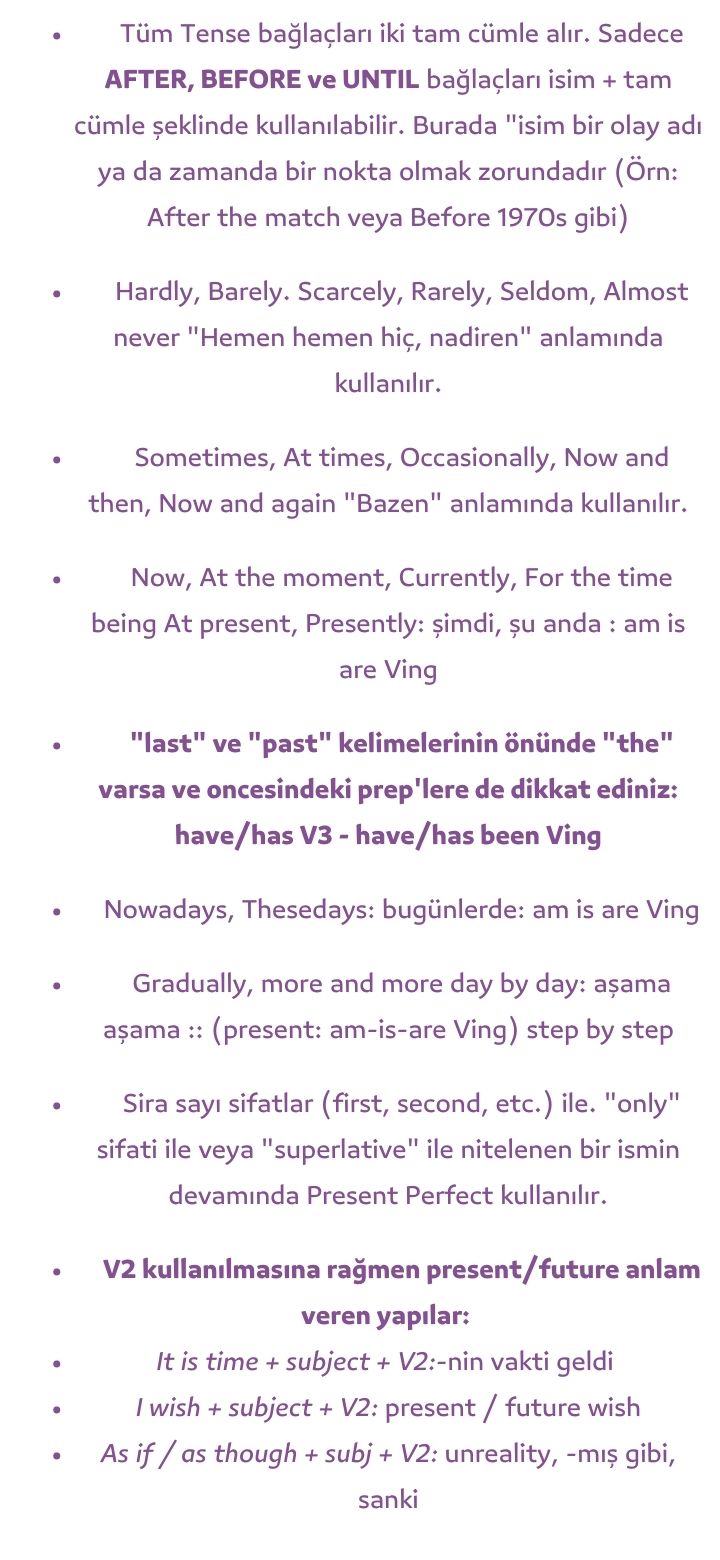 • Tüm Tense bağlaçları iki tam cümle alır. Sadece
AFTER, BEFORE ve UNTIL bağlaçları isim + tam
cümle şeklinde kullanılabilir. Burada "isim bir olay adı
ya da zamanda bir nokta olmak zorundadır (Örn:
After the match veya Before 1970s gibi)
• Hardly, Barely. Scarcely, Rarely, Seldom, Almost
never "Hemen hemen hiç, nadiren" anlamında
kullanılır.
• Sometimes, At times, Occasionally, Now and
then, Now and again "Bazen" anlamında kullanılır.
• Now, At the moment, Currently, For the time
being At present, Presently: şimdi, şu anda : am is
are Ving
• "last" ve "past" kelimelerinin önünde "the"
varsa ve oncesindeki prep'lere de dikkat ediniz:
have/has V3 - have/has been Ving
• Nowadays, Thesedays: bugünlerde: am is are Ving
• Gradually, more and more day by day: aşama
aşama :: (present: am-is-are Ving) step by step
• Sira sayı sifatlar (first, second, etc.) ile. "only"
sifati ile veya "superlative" ile nitelenen bir ismin
devamında Present Perfect kullanılır.
• V2 kullanılmasına rağmen present/future anlam
veren yapılar:
• It is time + subject + V2:-nin vakti geldi
• I wish + subject + V2: present / future wish
• As if / as though + subj + V2: unreality, -mış gibi,
sanki